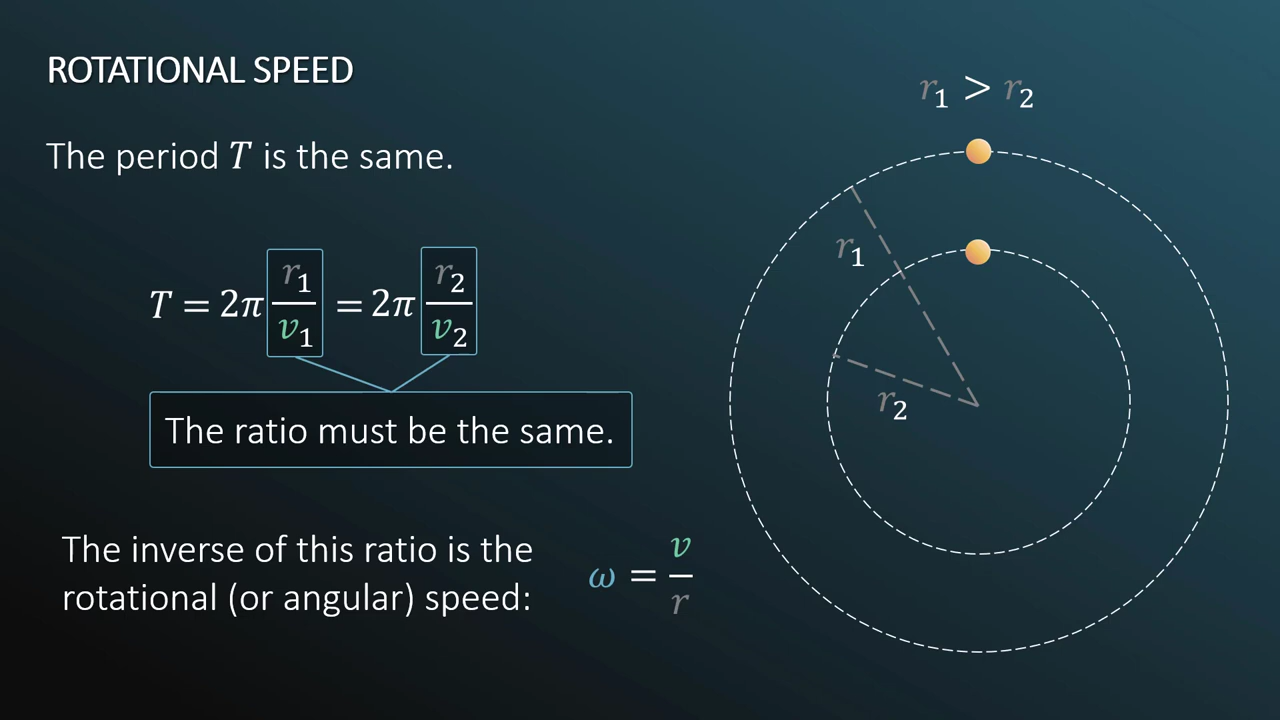 ROTATIONAL SPEED
The period T is the same.
T = 2π r₁/v₁ = 2π r₂/v₂
The ratio must be the same.
The inverse of this ratio is the
rotational (or angular) speed:
ω = v/r
r₁ > r₂
r₁
r₂